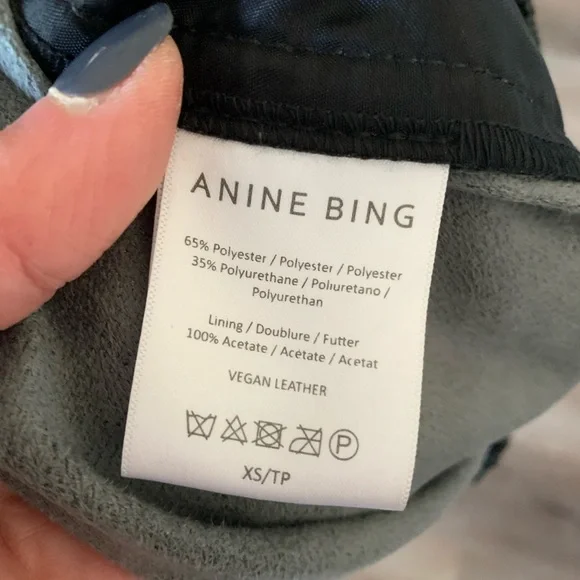 ANINE BING
65% Polyester / Polyester / Polyester
35% Polyurethane / Poliuretano /
Polyurethan
Lining / Doublure / Futter
100% Acetate / Acétate / Acetat
VEGAN LEATHER
P
XS/TP